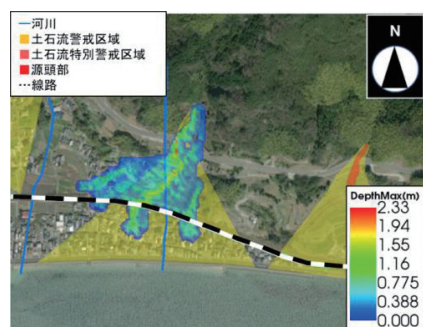 河川
土石流警戒区域
土石流特別警戒区域
源頭部
線路
N
DepthMax(m)
2.33
1.94
1.55
1.16
0.775
0.388
0.000